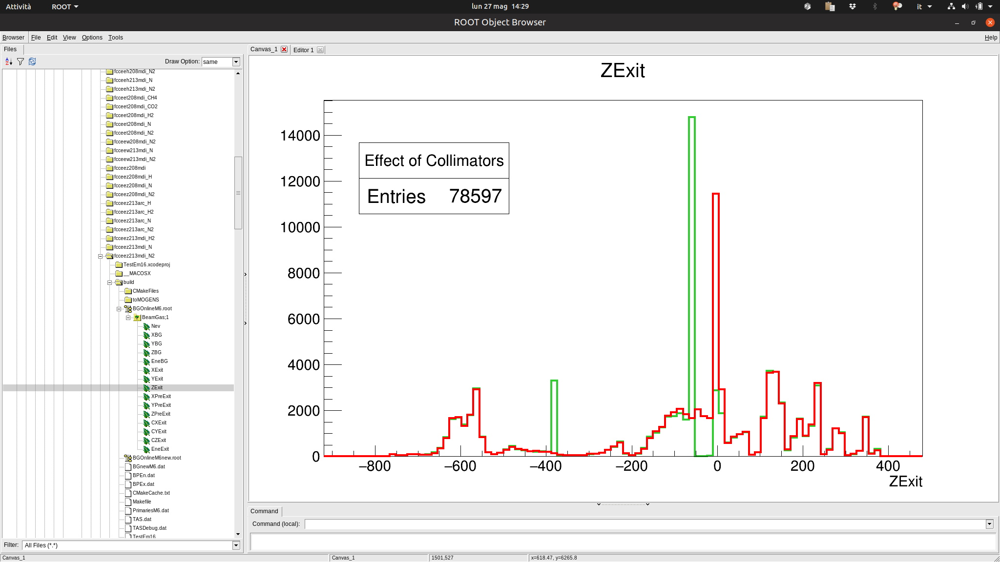 Attività ROOT lun 27 mag 14:29 it
ROOT Object Browser
Browser File Edit View Options Tools Help
Files
Draw Option: same
fcceeh208mdi_N2
fcceeh213mdi_N
fcceeh213mdi_N2
fcceet208mdi_CH4
fcceet208mdi_CO2
fcceet208mdi_H2
fcceet208mdi_N
fcceet208mdi_N2
fcceew208mdi_N2
fcceew213mdi_N
fcceew213mdi_N2
fcceez208mdi
fcceez208mdi_H
fcceez208mdi_N
fcceez208mdi_N2
fcceez213arc_H
fcceez213arc_H2
fcceez213arc_N
fcceez213arc_N2
fcceez213mdi_H2
fcceez213mdi_N
fcceez213mdi_N2
TestEm16.xcodeproj
__MACOSX
build
CMakeFiles
toMOGENS
BGOnlineM6.root
BeamGas;1
Nev
XBG
YBG
ZBG
EneBG
XExit
YExit
ZExit
XPreExit
YPreExit
ZPreExit
CXExit
CYExit
CZExit
EneExit
BGOnlineM6new.root
BGnewM6.dat
BPEn.dat
BPEx.dat
CMakeCache.txt
Makefile
PrimariesM6.dat
TAS.dat
TASDebug.dat
TestEm16
Filter: All Files (*.*)
Canvas_1 Editor 1
ZExit
14000
12000
10000
8000
6000
4000
2000
0
Effect of Collimators
Entries 78597
−800 −600 −400 −200 0 200 400
ZExit
Command
Command (local):
Canvas_1 Canvas_1 1501,527 x=618.47, y=6265.8